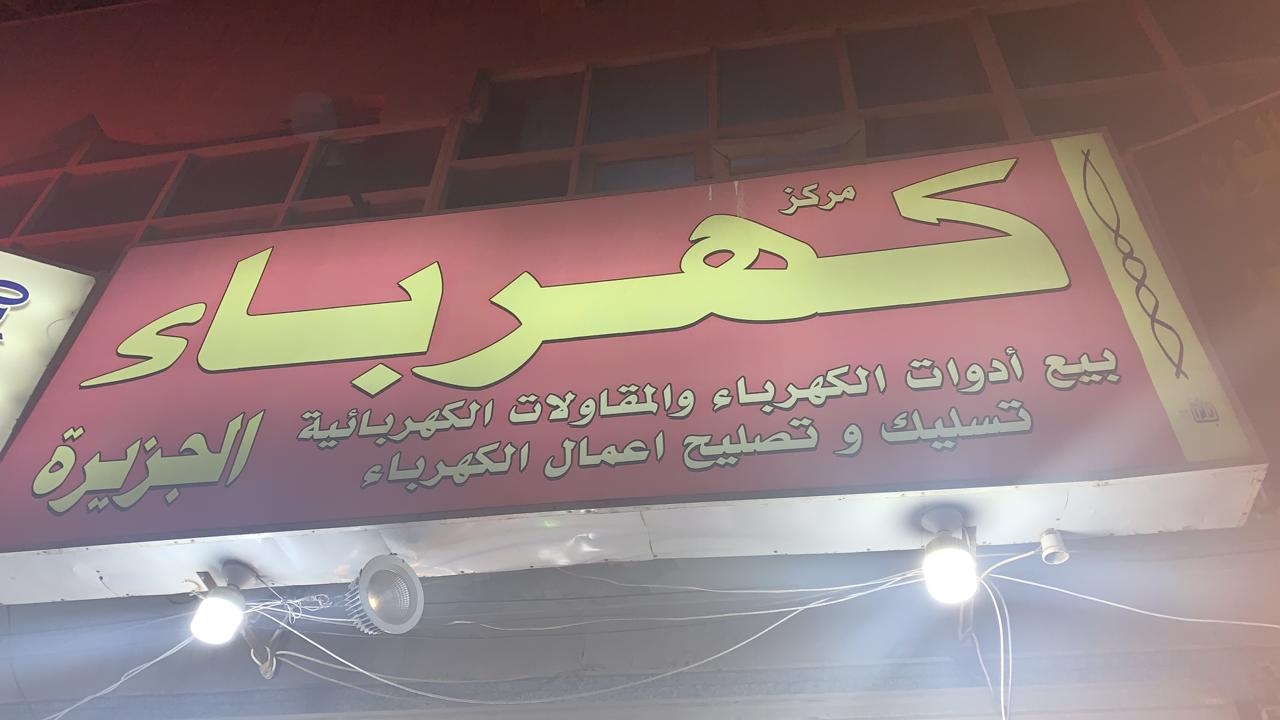 مركز
كهرباء
الجزيرة
بيع أدوات الكهرباء والمقاولات الكهربائية
تسليك و تصليح اعمال الكهرباء